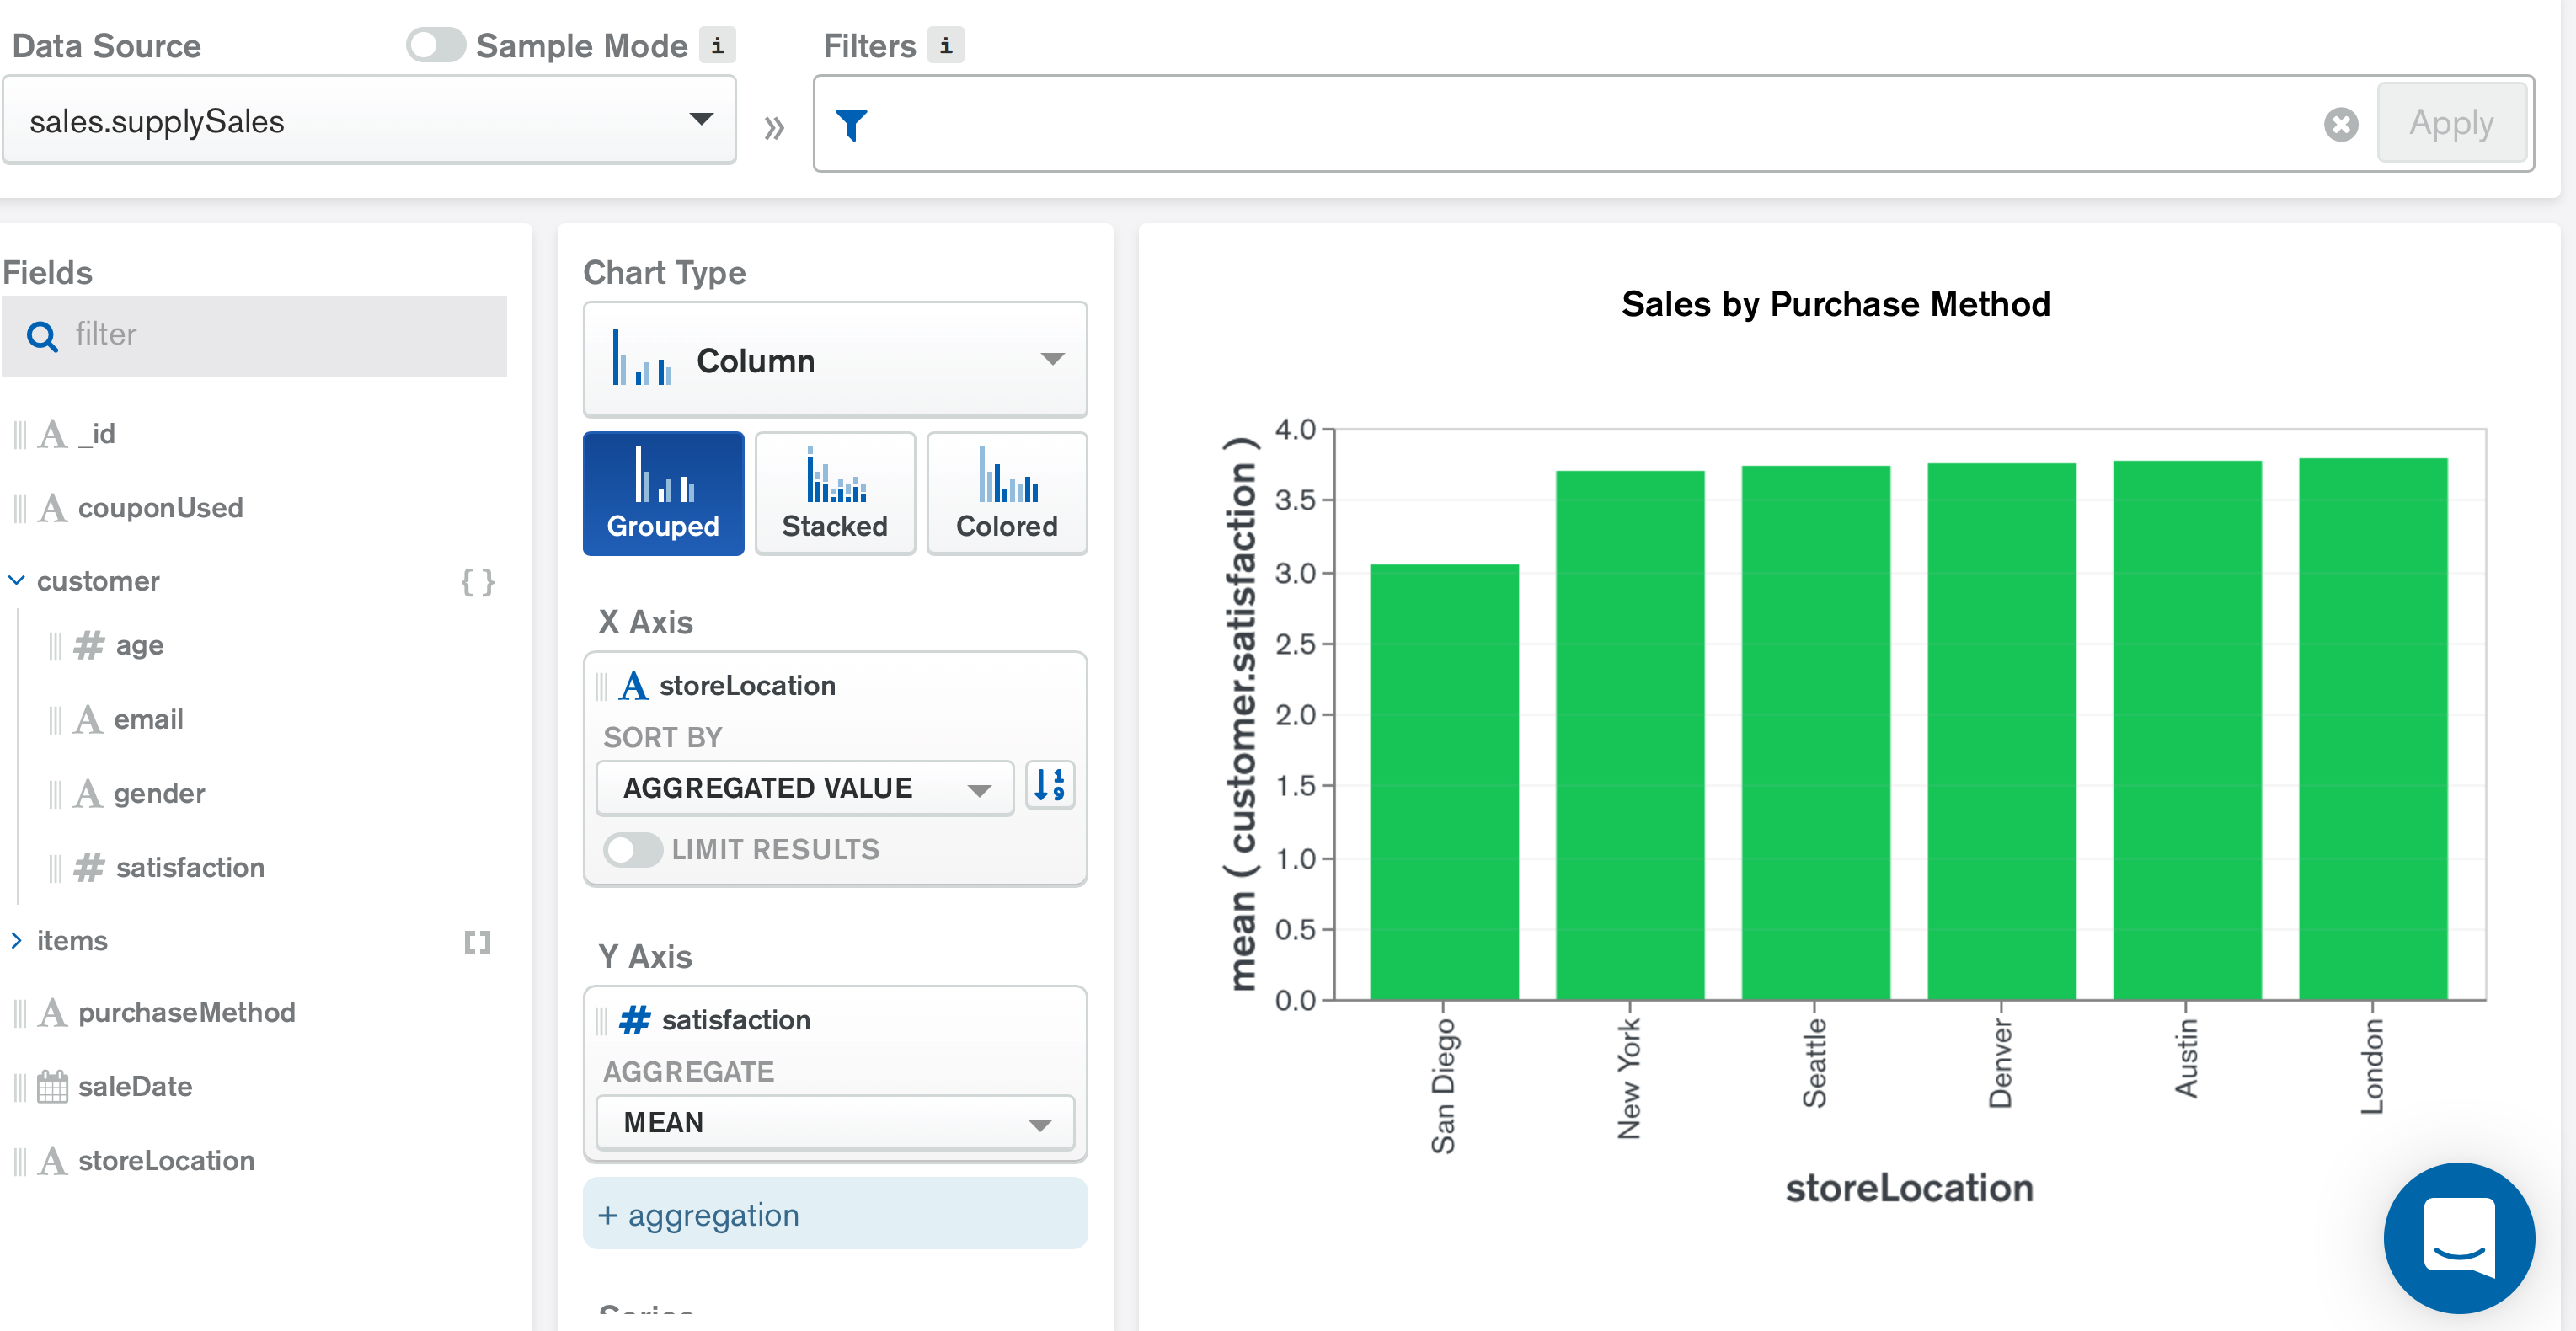 Data Source
Sample Mode i
Filters i
sales.supplySales
»
Apply
Fields
filter
A _id
A couponUsed
customer { }
# age
A email
A gender
# satisfaction
items [ ]
A purchaseMethod
saleDate
A storeLocation
Chart Type
Column
Grouped
Stacked
Colored
X Axis
A storeLocation
SORT BY
AGGREGATED VALUE
1
9
LIMIT RESULTS
Y Axis
# satisfaction
AGGREGATE
MEAN
+ aggregation
Series
Sales by Purchase Method
mean ( customer.satisfaction )
4.0
3.5
3.0
2.5
2.0
1.5
1.0
0.5
0.0
San Diego
New York
Seattle
Denver
Austin
London
storeLocation